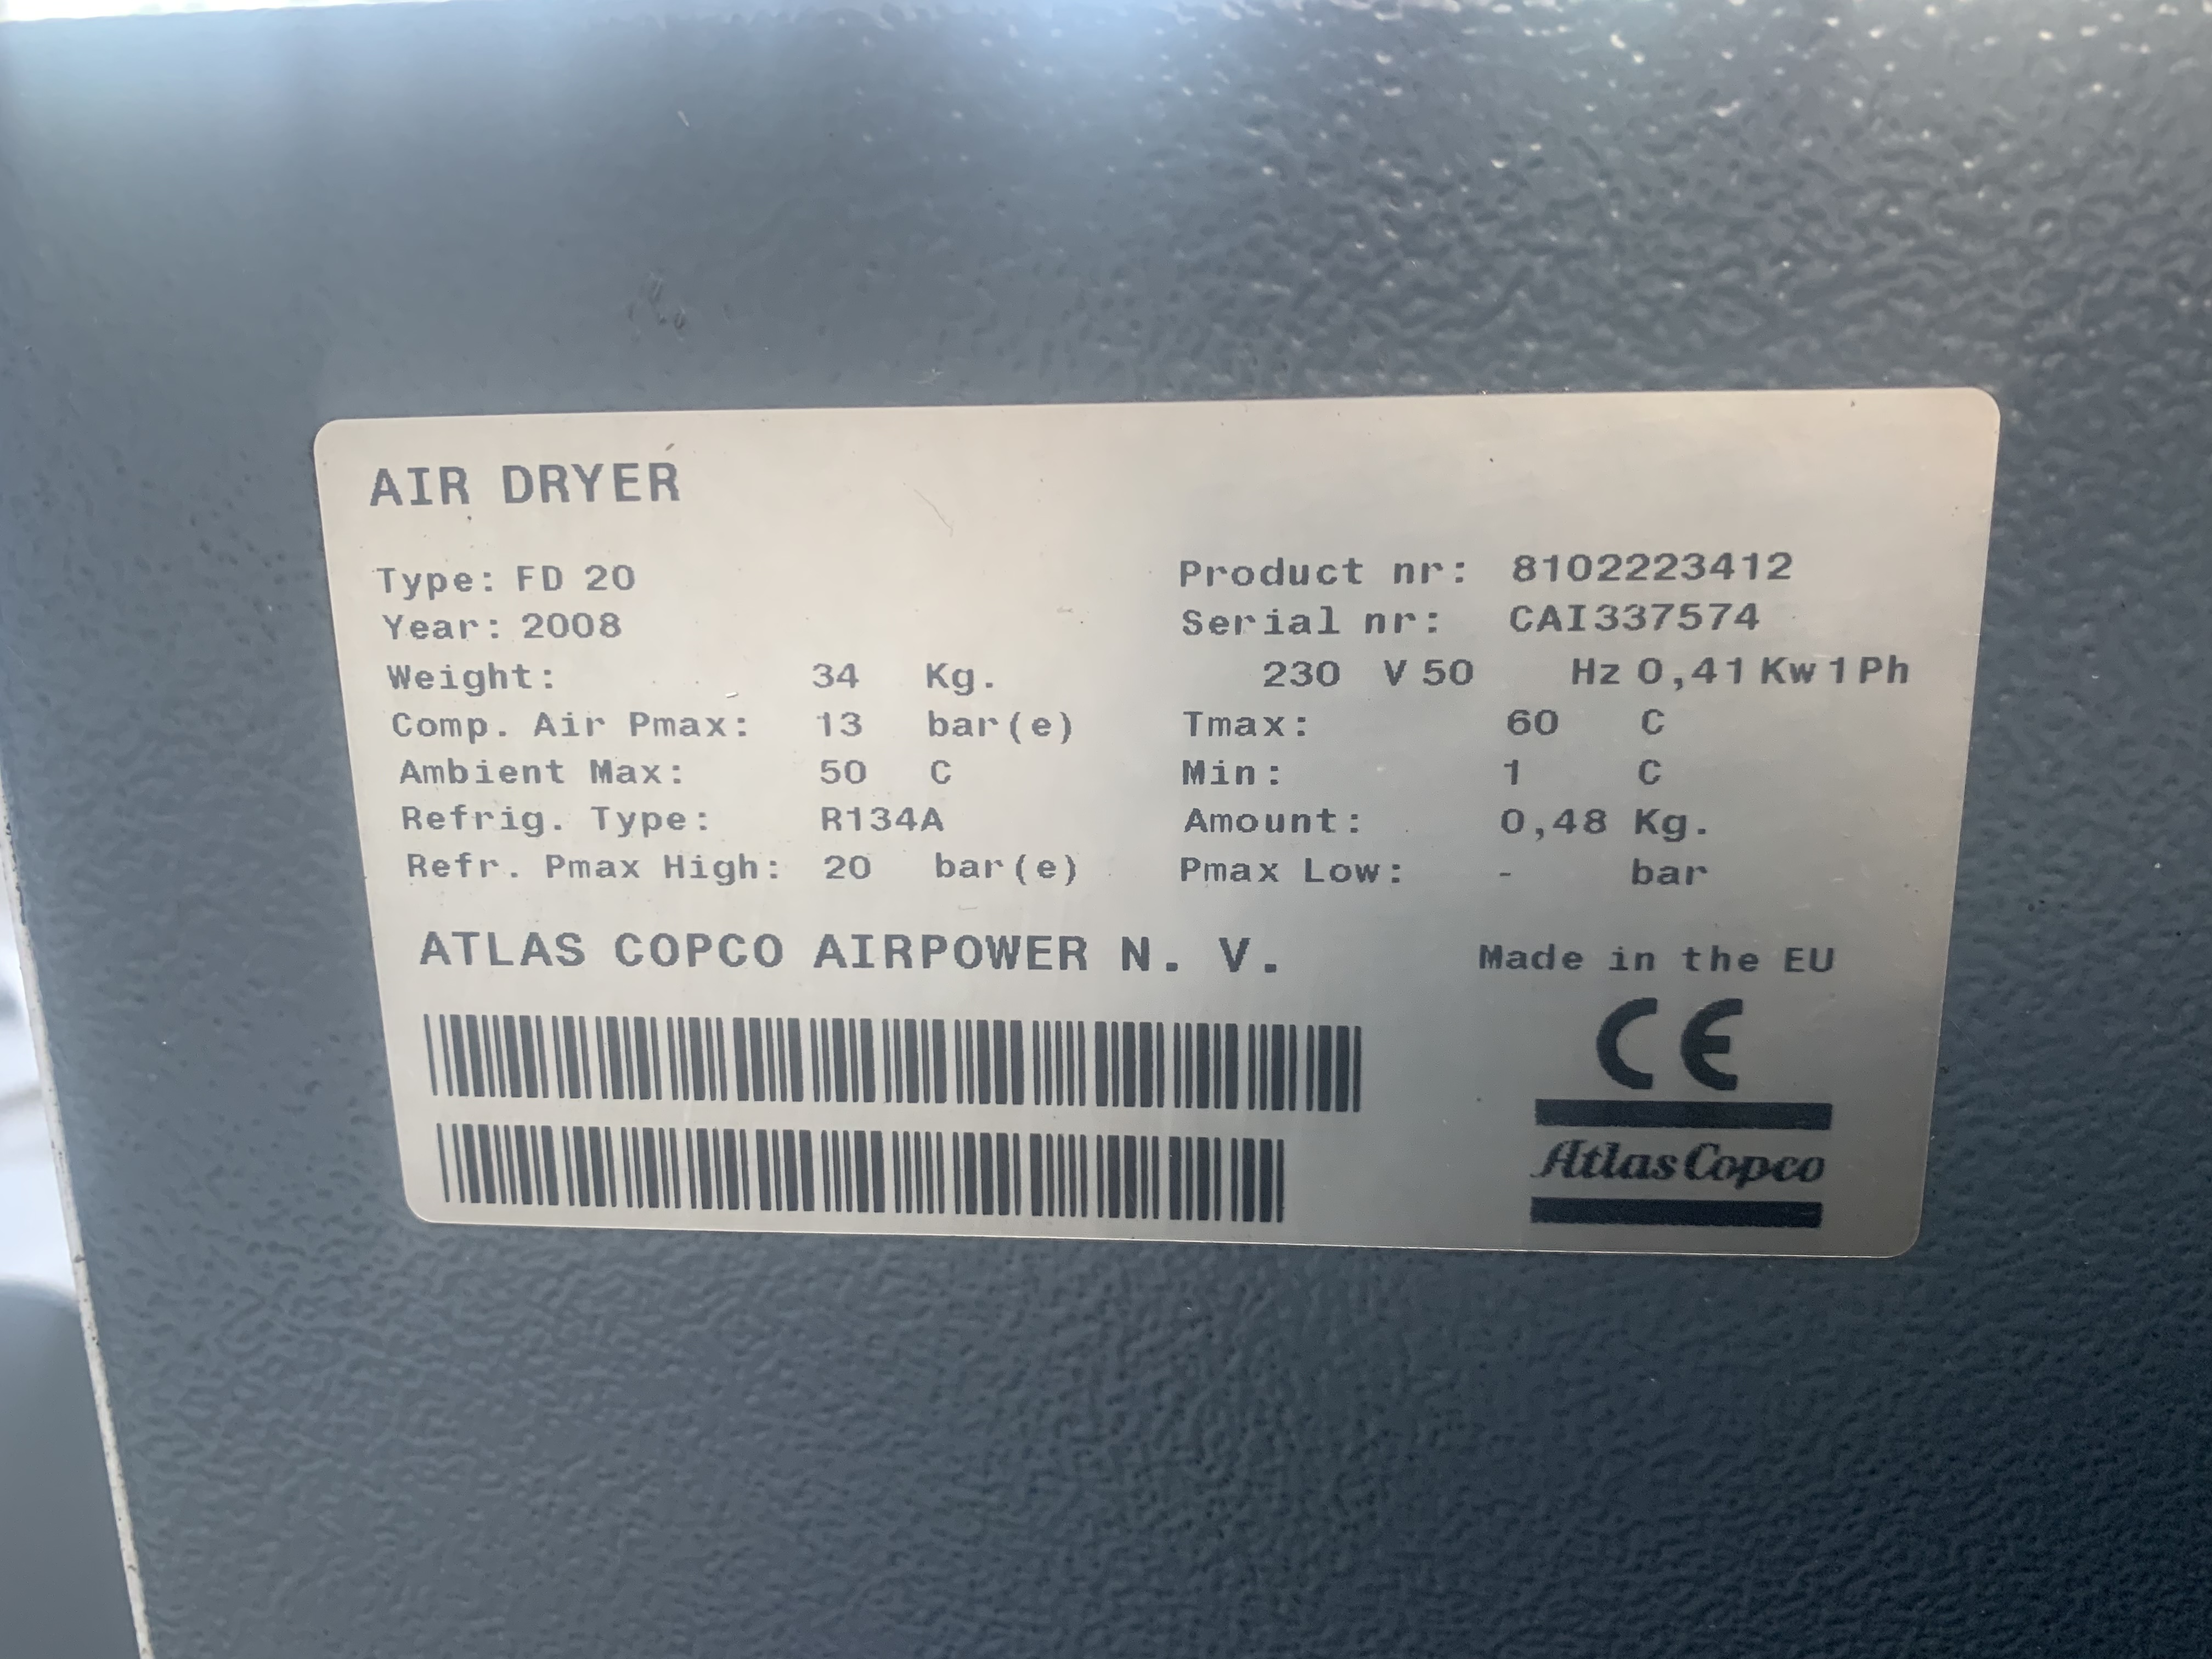 AIR DRYER
Type: FD 20
Product nr: 8102223412
Year: 2008
Serial nr: CAI337574
Weight: 34 Kg.
230 V 50 Hz 0,41 Kw 1 Ph
Comp. Air Pmax: 13 bar(e)
Tmax: 60 C
Ambient Max: 50 C
Min: 1 C
Refrig. Type: R134A
Amount: 0,48 Kg.
Refr. Pmax High: 20 bar(e)
Pmax Low: - bar
ATLAS COPCO AIRPOWER N. V.
Made in the EU
CE
Atlas Copco